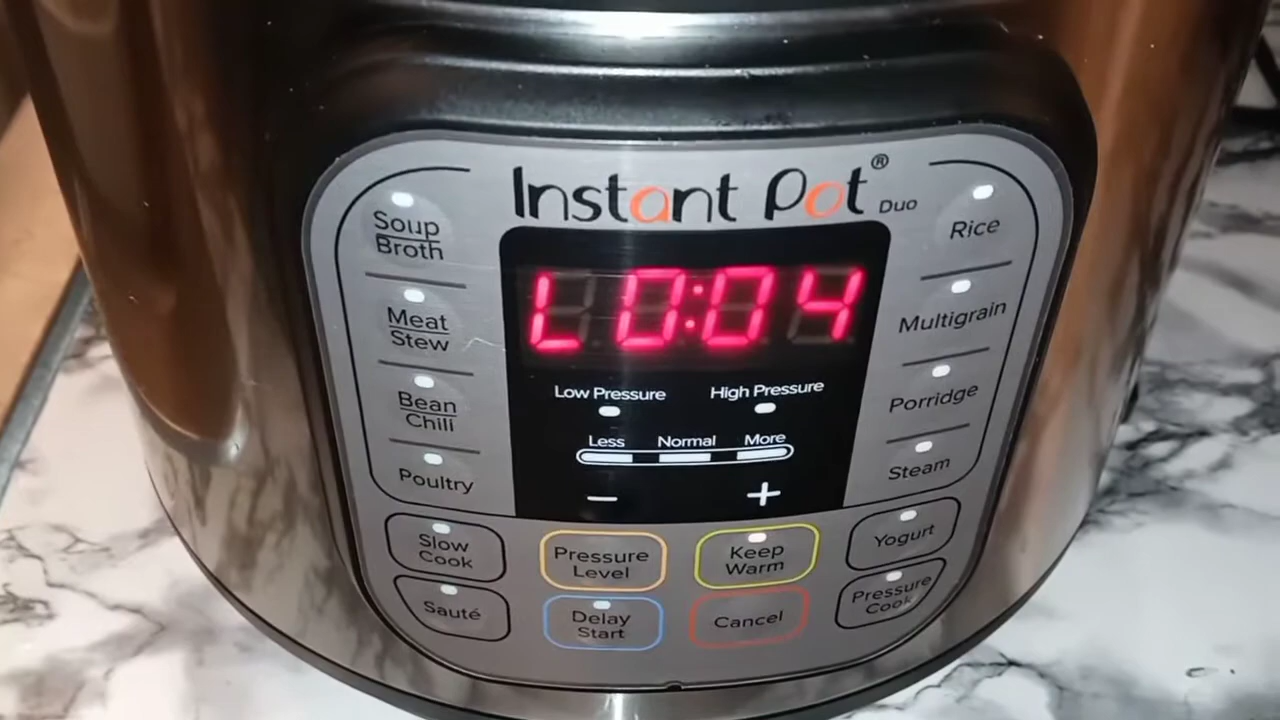 Instant Pot® Duo
Soup
Broth
Meat
Stew
Bean
Chili
Poultry
L0:04
Low Pressure High Pressure
Less Normal More
− +
Rice
Multigrain
Porridge
Steam
Slow
Cook
Sauté
Pressure
Level
Delay
Start
Keep
Warm
Cancel
Yogurt
Pressure
Cook